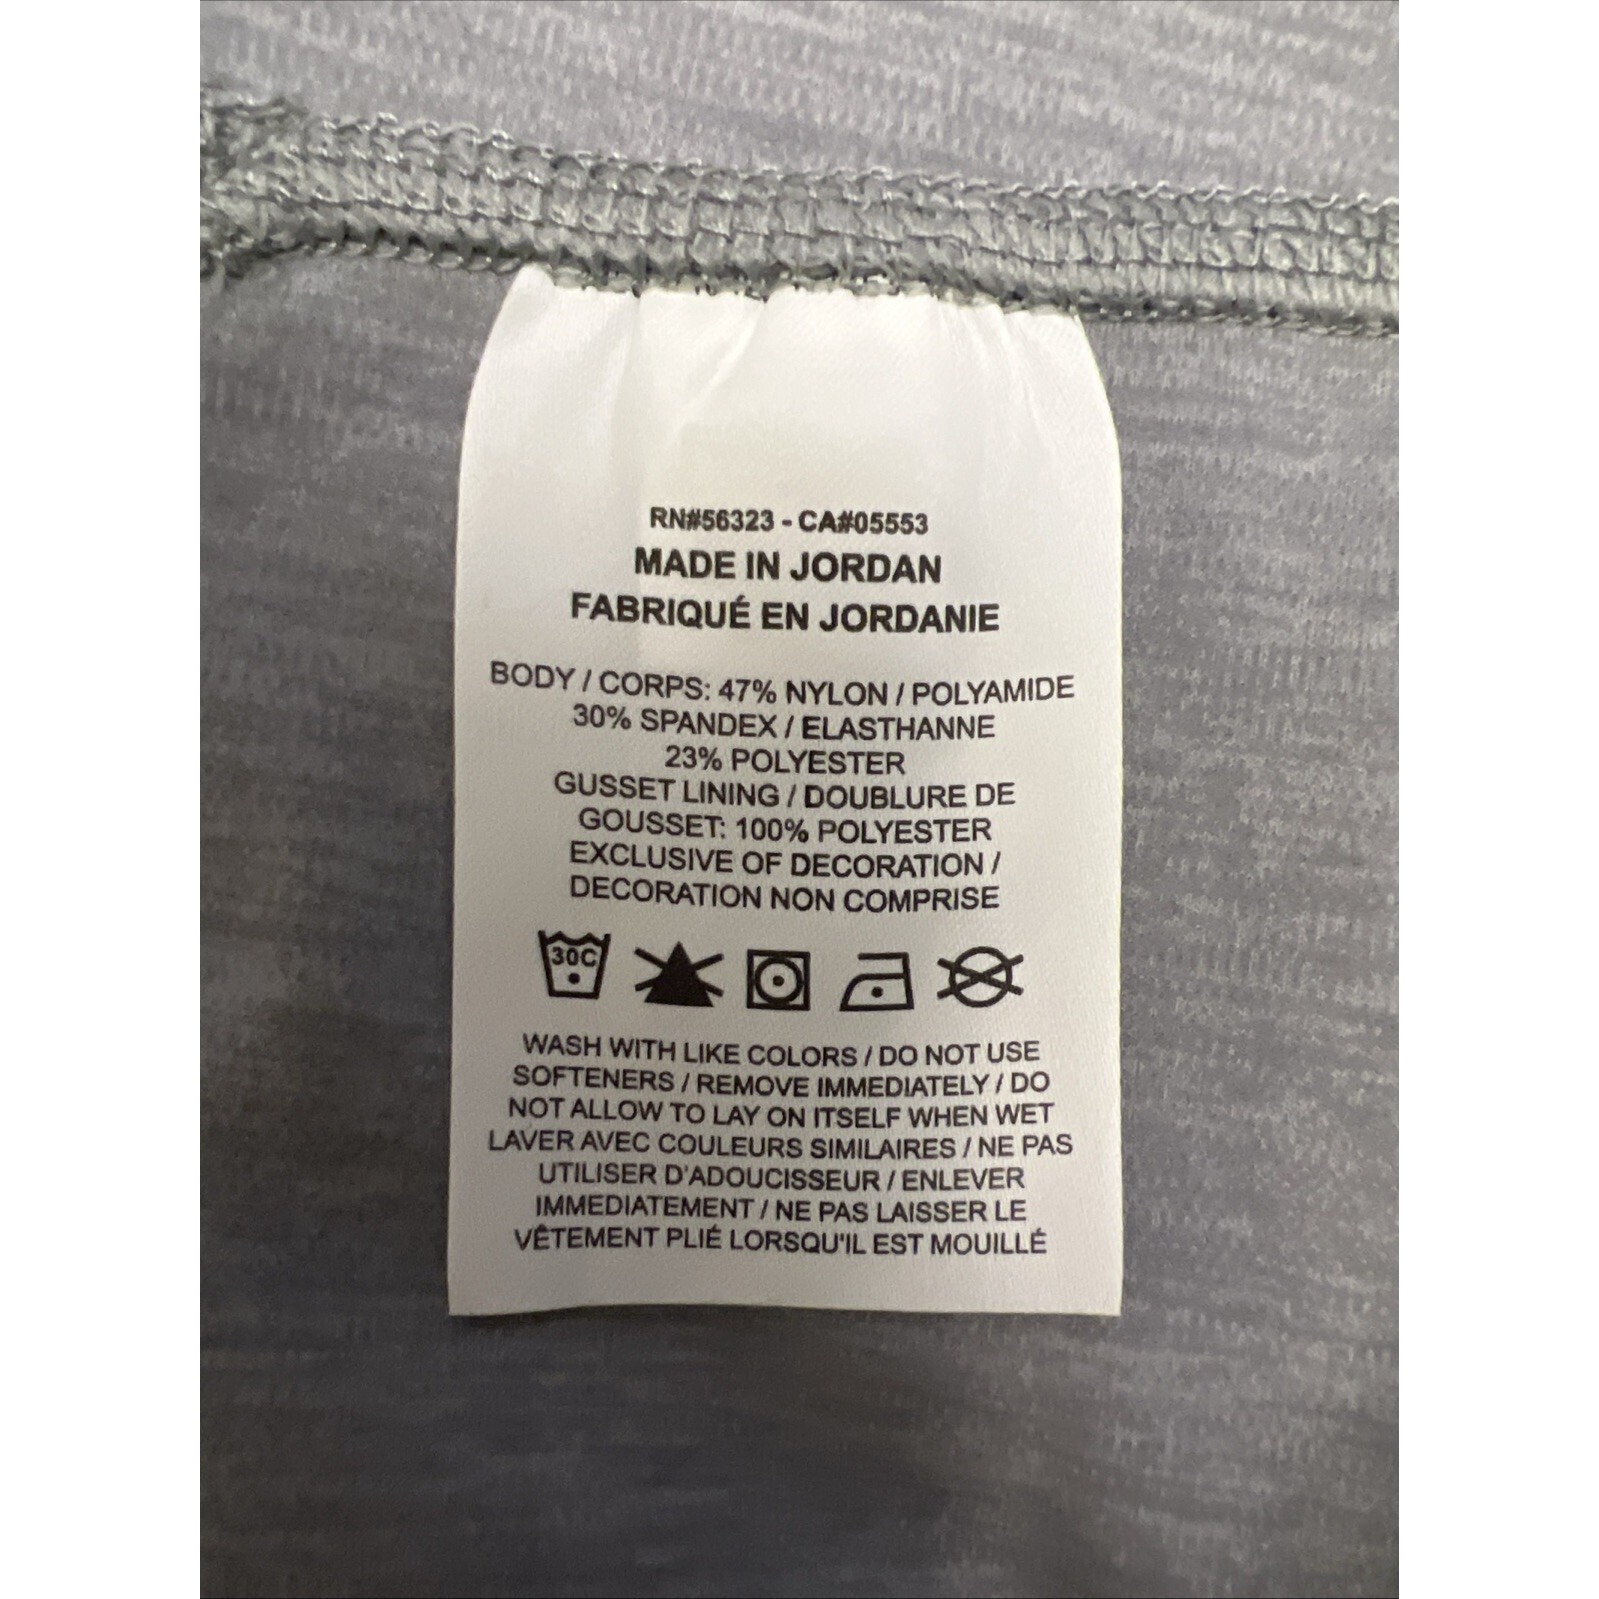 RN#56323 - CA#05553
MADE IN JORDAN
FABRIQUÉ EN JORDANIE
BODY / CORPS: 47% NYLON / POLYAMIDE
30% SPANDEX / ELASTHANNE
23% POLYESTER
GUSSET LINING / DOUBLURE DE
GOUSSET: 100% POLYESTER
EXCLUSIVE OF DECORATION /
DECORATION NON COMPRISE
30C
WASH WITH LIKE COLORS / DO NOT USE
SOFTENERS / REMOVE IMMEDIATELY / DO
NOT ALLOW TO LAY ON ITSELF WHEN WET
LAVER AVEC COULEURS SIMILAIRES / NE PAS
UTILISER D'ADOUCISSEUR / ENLEVER
IMMEDIATEMENT / NE PAS LAISSER LE
VÊTEMENT PLIÉ LORSQU'IL EST MOUILLÉ